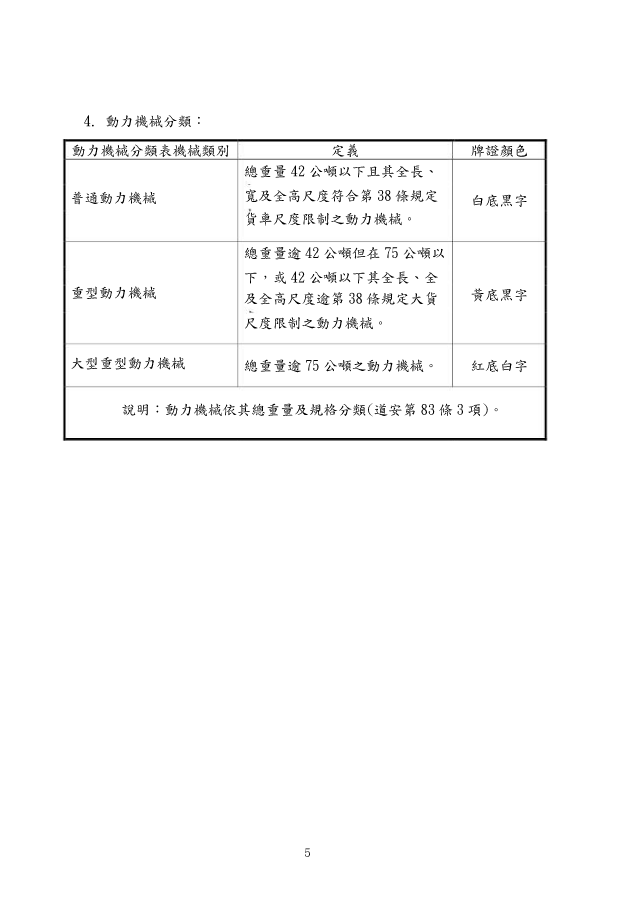 4. 動力機械分類：
動力機械分類表機械類別 定義 牌證顏色
普通動力機械
總重量 42 公噸以下且其全長、
寬及全高尺度符合第 38 條規定
貨車尺度限制之動力機械。
白底黑字
重型動力機械
總重量逾 42 公噸但在 75 公噸以
下，或 42 公噸以下其全長、全
及全高尺度逾第 38 條規定大貨
尺度限制之動力機械。
黃底黑字
大型重型動力機械
總重量逾 75 公噸之動力機械。
紅底白字
說明：動力機械依其總重量及規格分類(道安第 83 條 3 項)。
5